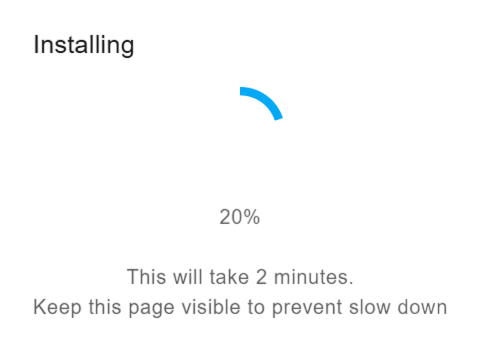 Installing
20%
This will take 2 minutes.
Keep this page visible to prevent slow down